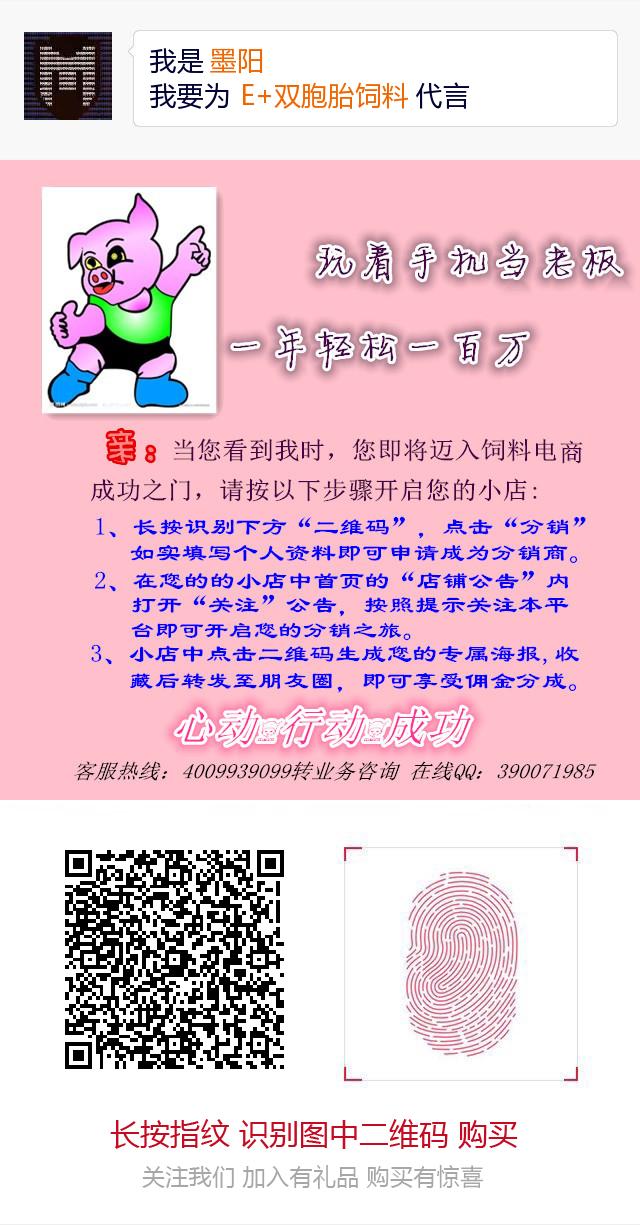 我是 墨阳
我要为 E+双胞胎饲料 代言
玩着手机当老板
一年轻松一百万
亲：当您看到我时，您即将迈入饲料电商
成功之门，请按以下步骤开启您的小店：
1、长按识别下方“二维码”，点击“分销”
如实填写个人资料即可申请成为分销商。
2、在您的的小店中首页的“店铺公告”内
打开“关注”公告，按照提示关注本平
台即可开启您的分销之旅。
3、小店中点击二维码生成您的专属海报,收
藏后转发至朋友圈，即可享受佣金分成。
心动 行动 成功
客服热线：4009939099转业务咨询 在线QQ：390071985
长按指纹 识别图中二维码 购买
关注我们 加入有礼品 购买有惊喜